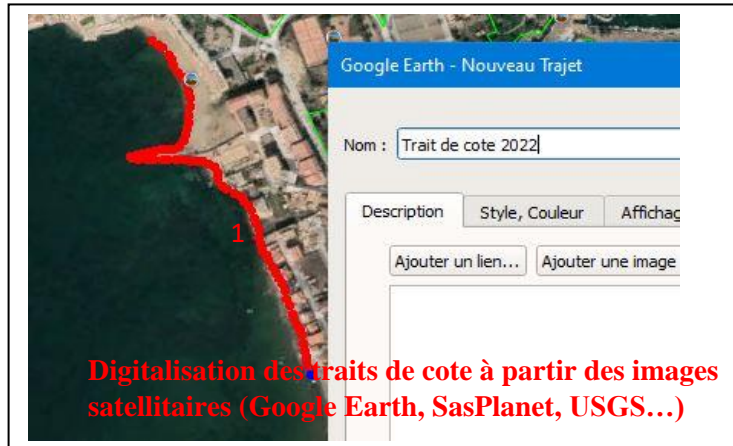 Google Earth - Nouveau Trajet
Nom : Trait de cote 2022
Description Style, Couleur Affichag
Ajouter un lien... Ajouter une image
1
Digitalisation des traits de cote à partir des images
satellitaires (Google Earth, SasPlanet, USGS…)